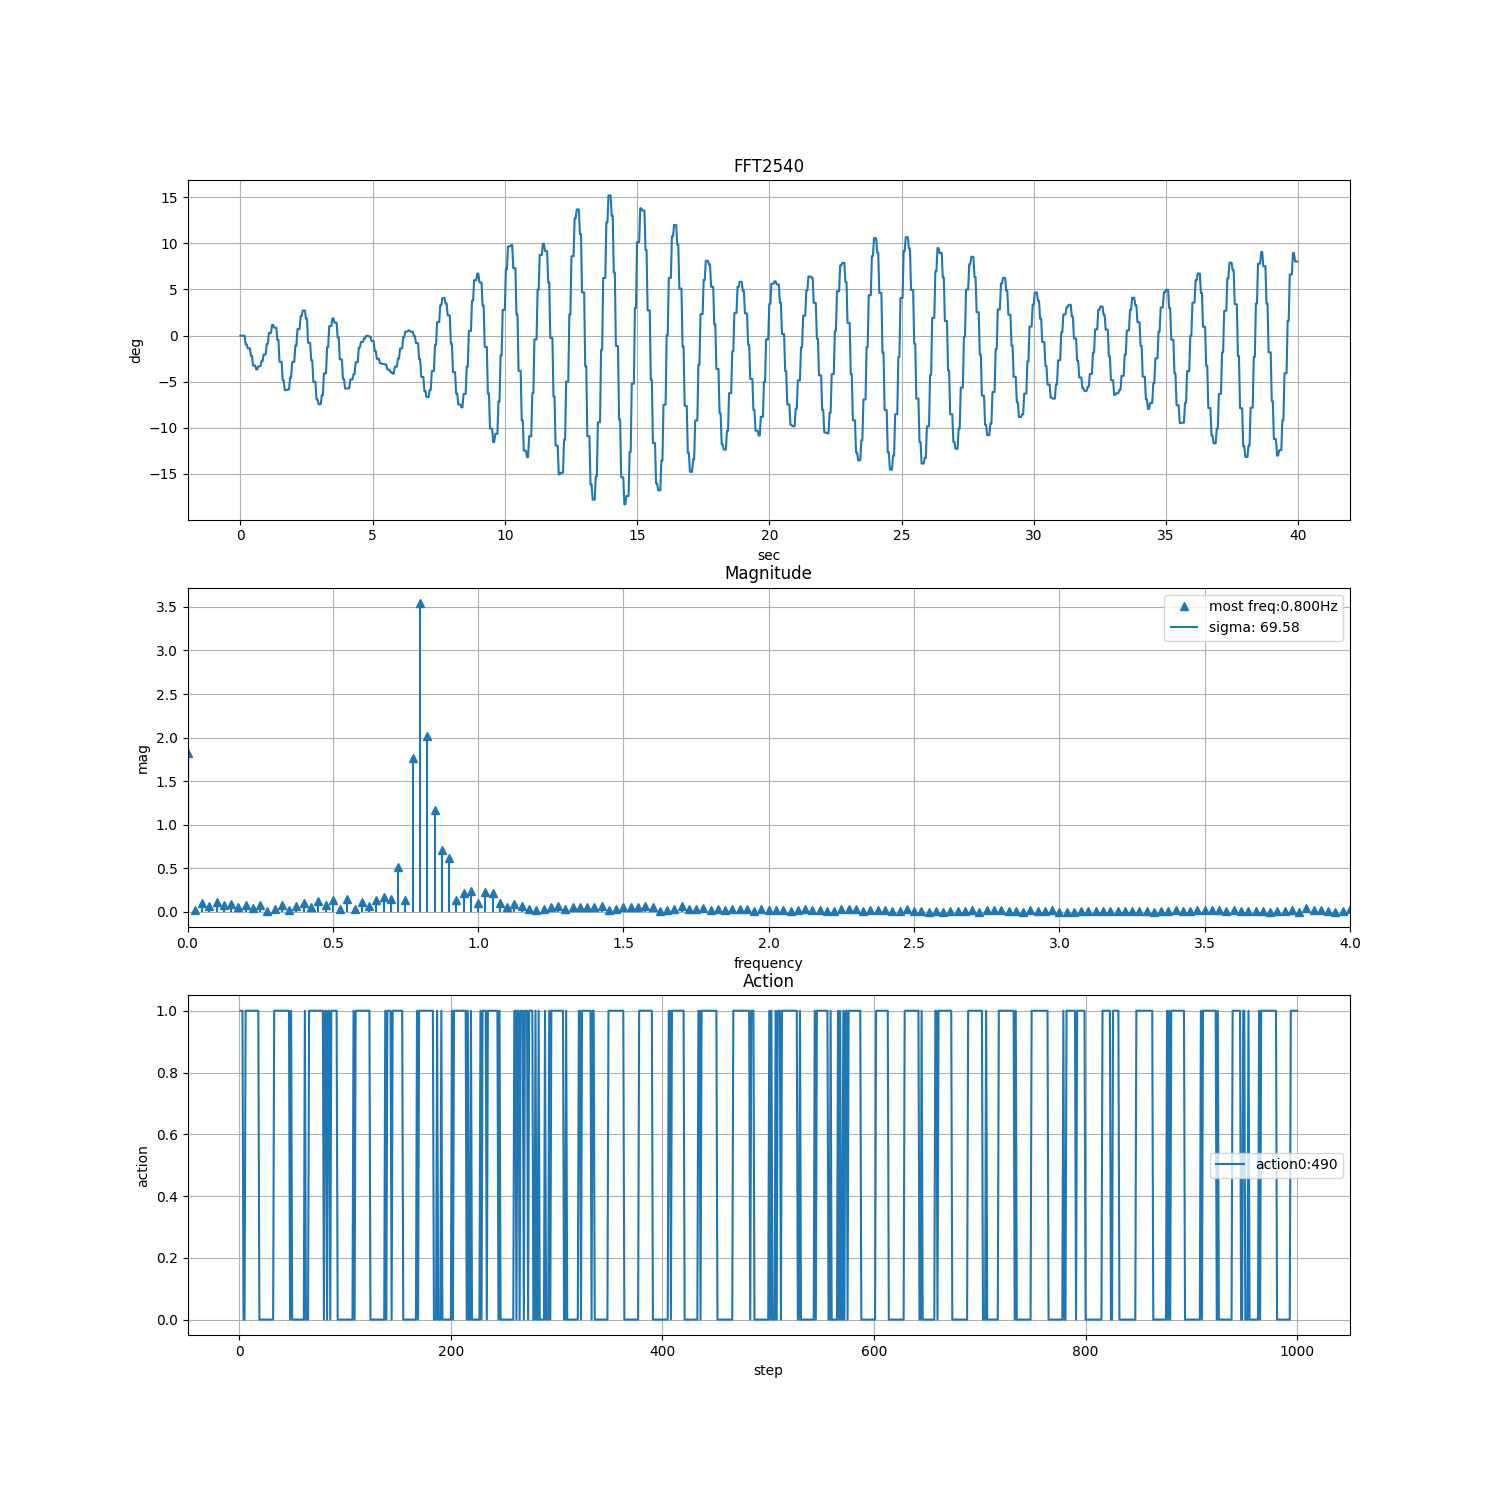 FFT2540
15
10
5
0
−5
−10
−15
deg
0 5 10 15 20 25 30 35 40
sec
Magnitude
3.5
3.0
2.5
2.0
1.5
1.0
0.5
0.0
mag
most freq:0.800Hz
sigma: 69.58
0.0 0.5 1.0 1.5 2.0 2.5 3.0 3.5 4.0
frequency
Action
1.0
0.8
0.6
0.4
0.2
0.0
action
action0:490
0 200 400 600 800 1000
step